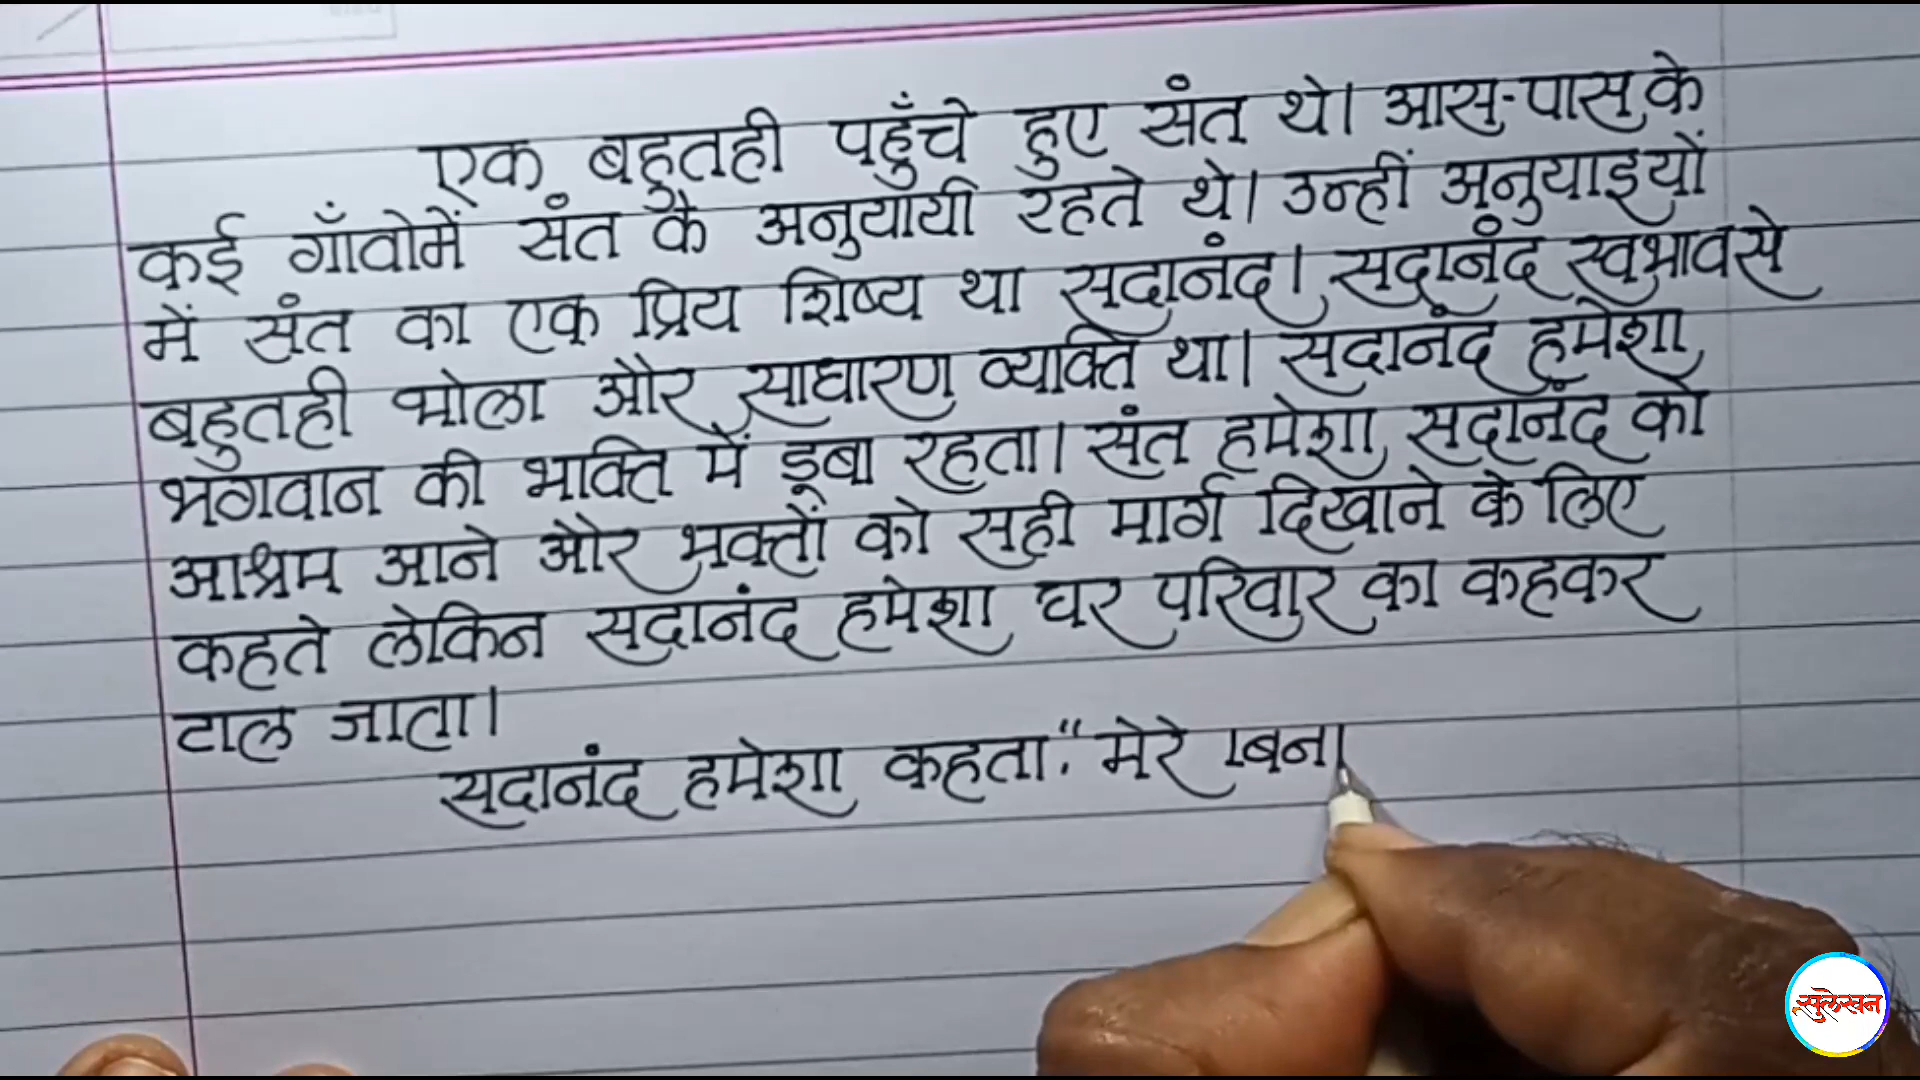 एक बहुतही पहुँचे हुए संत थे। आस-पास के
कई गाँवोमें संत के अनुयायी रहते थे। उन्हीं अनुयाइयों
में संत का एक प्रिय शिष्य था सदानंद। सदानंद स्वभावसे
बहुतही भोला और साधारण व्यक्ति था। सदानंद हमेशा
भगवान की भक्ति में डूबा रहता। संत हमेशा सदानंद को
आश्रम आने और भक्तों को सही मार्ग दिखाने के लिए
कहते लेकिन सदानंद हमेशा घर परिवार का कहकर
टाल जाता।
सदानंद हमेशा कहता."मेरे बिना
सुलेखन